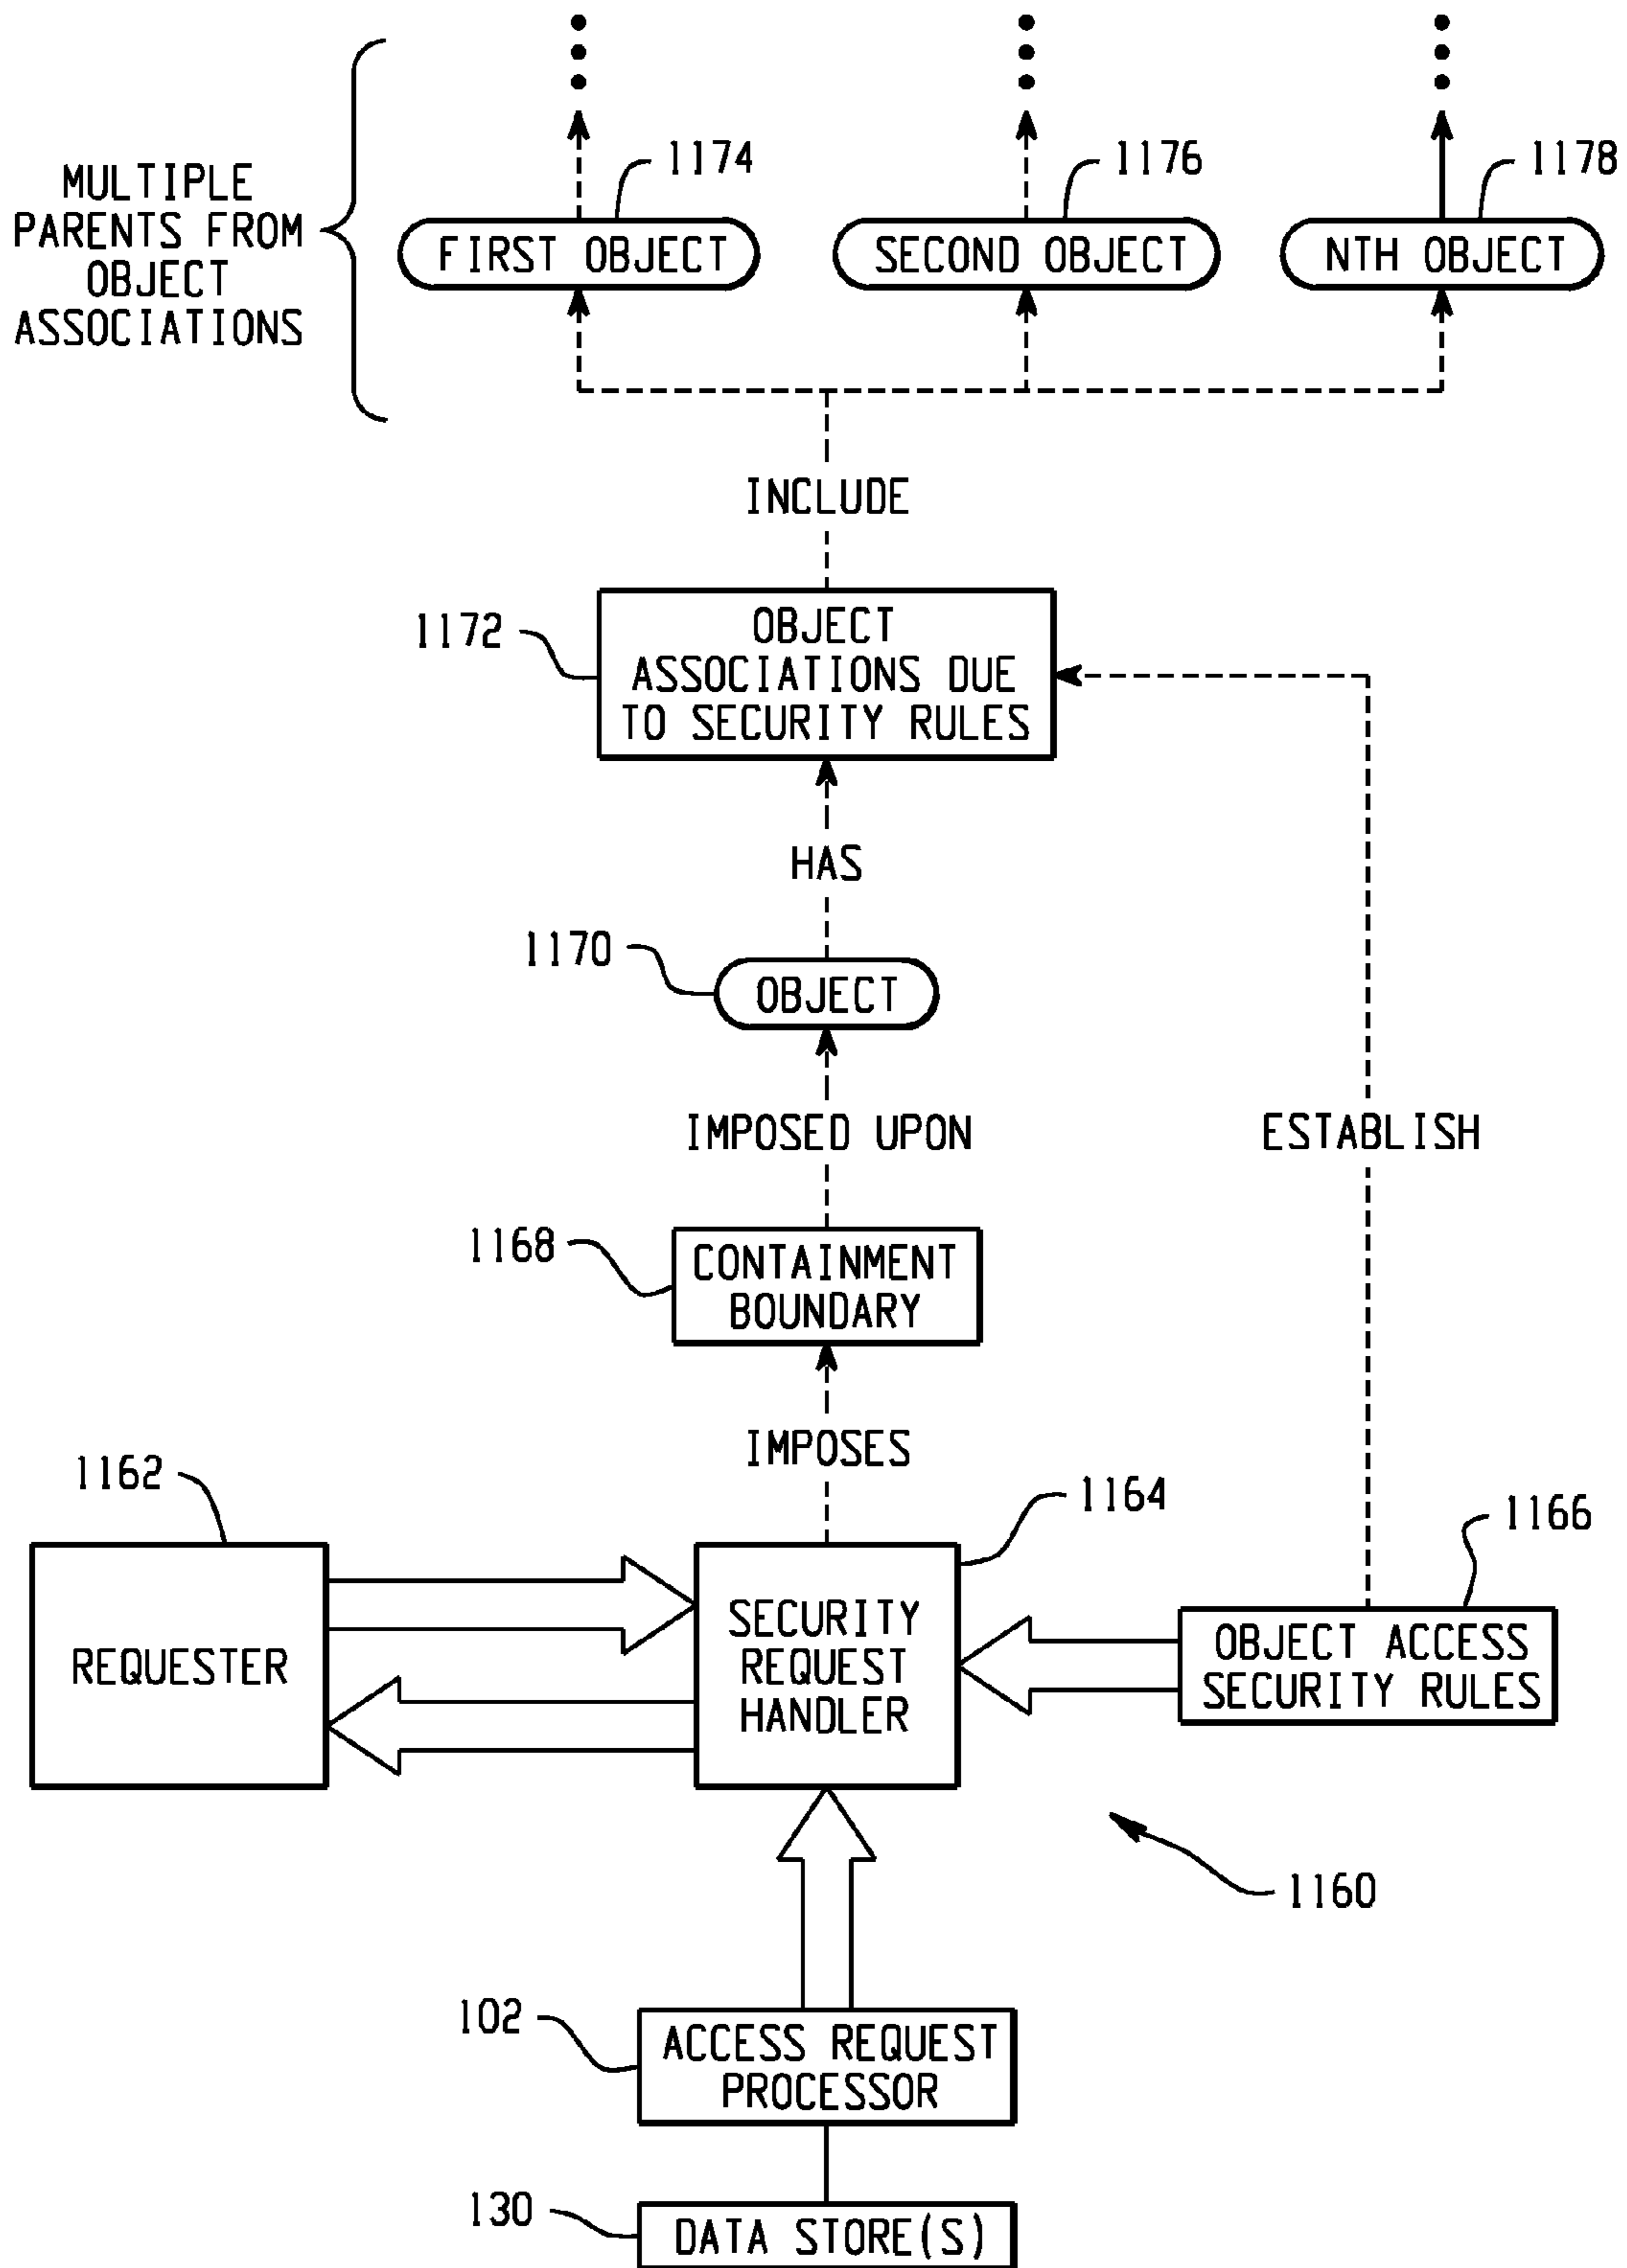 1174
1176
1178
MULTIPLE
PARENTS FROM
OBJECT
ASSOCIATIONS
FIRST OBJECT
SECOND OBJECT
NTH OBJECT
INCLUDE
1172
OBJECT
ASSOCIATIONS DUE
TO SECURITY RULES
HAS
1170
OBJECT
IMPOSED UPON
ESTABLISH
1168
CONTAINMENT
BOUNDARY
IMPOSES
1162
1164
1166
REQUESTER
SECURITY
REQUEST
HANDLER
OBJECT ACCESS
SECURITY RULES
1160
102
ACCESS REQUEST
PROCESSOR
130
DATA STORE(S)